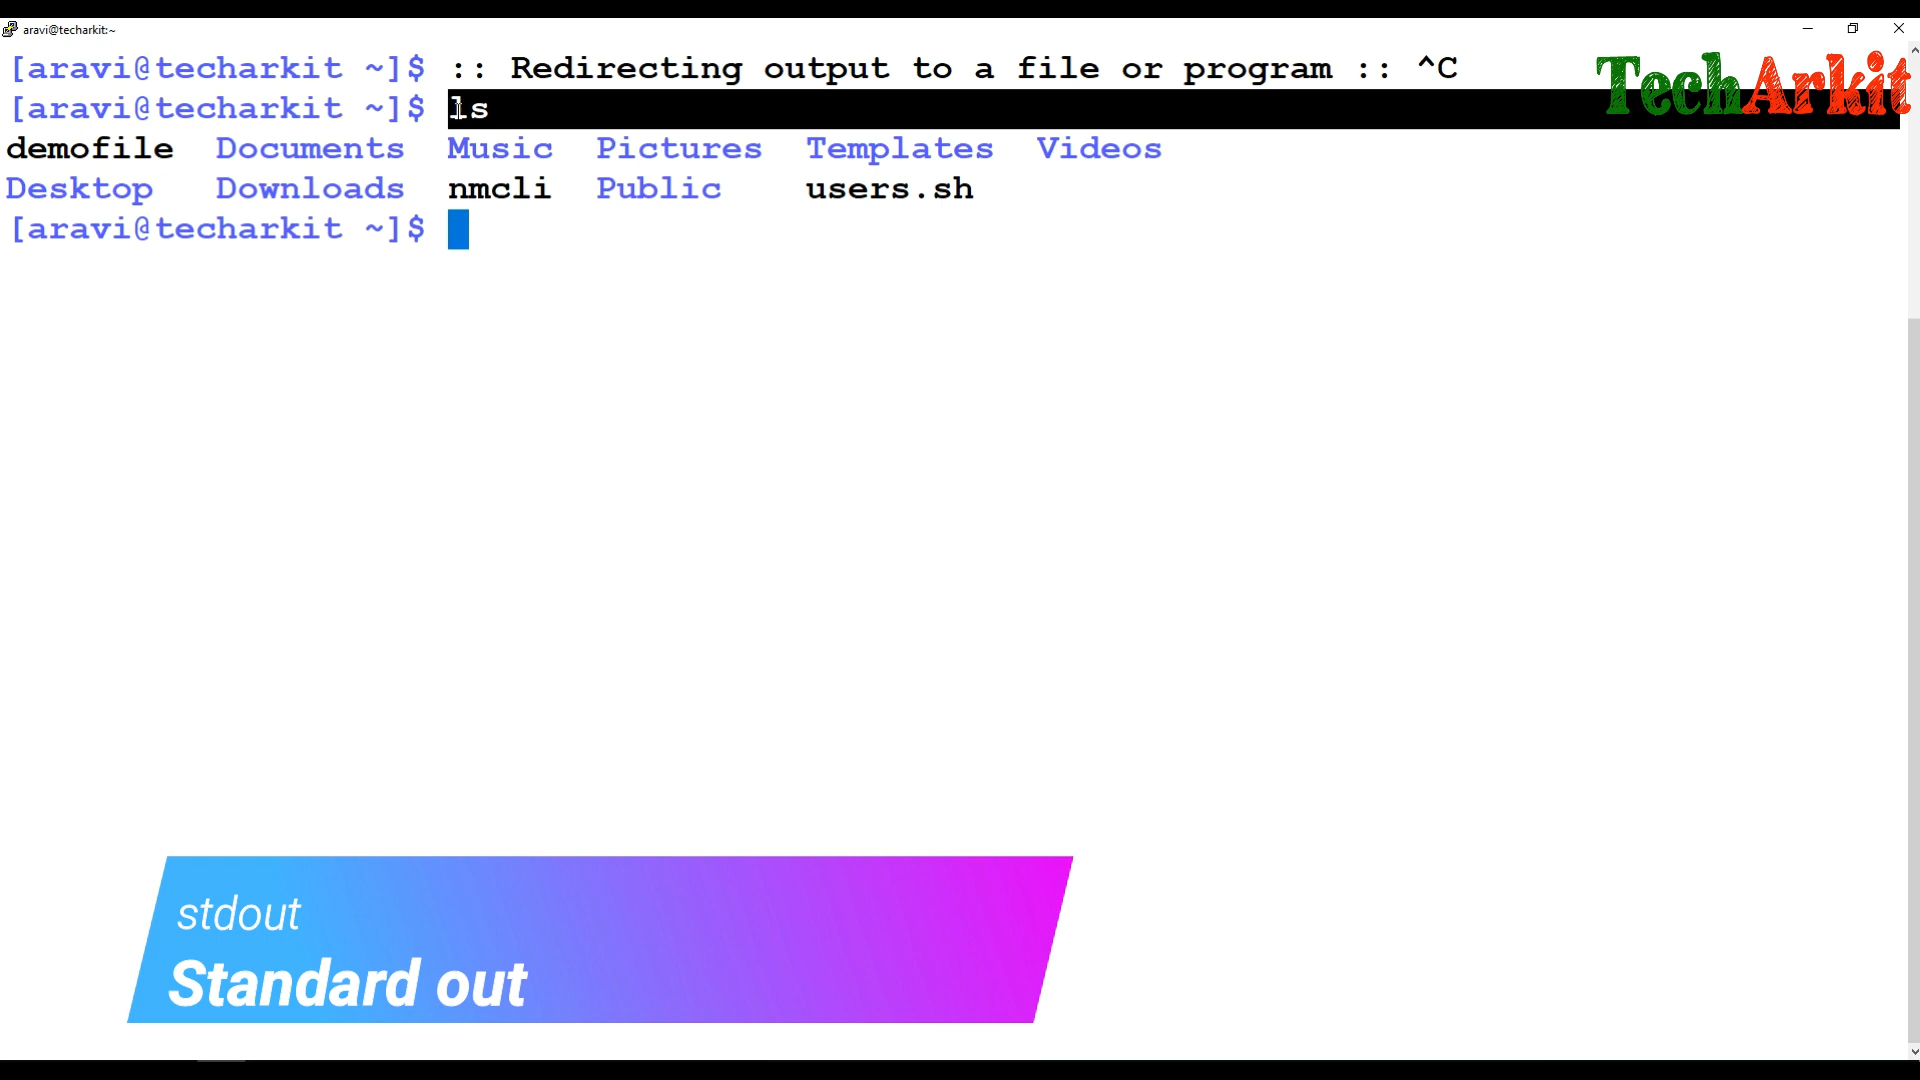 aravi@techarkit:~
[aravi@techarkit ~]$ :: Redirecting output to a file or program :: ^C
TechArkit
[aravi@techarkit ~]$ ls
demofile Documents Music Pictures Templates Videos
Desktop Downloads nmcli Public users.sh
[aravi@techarkit ~]$
stdout
Standard out